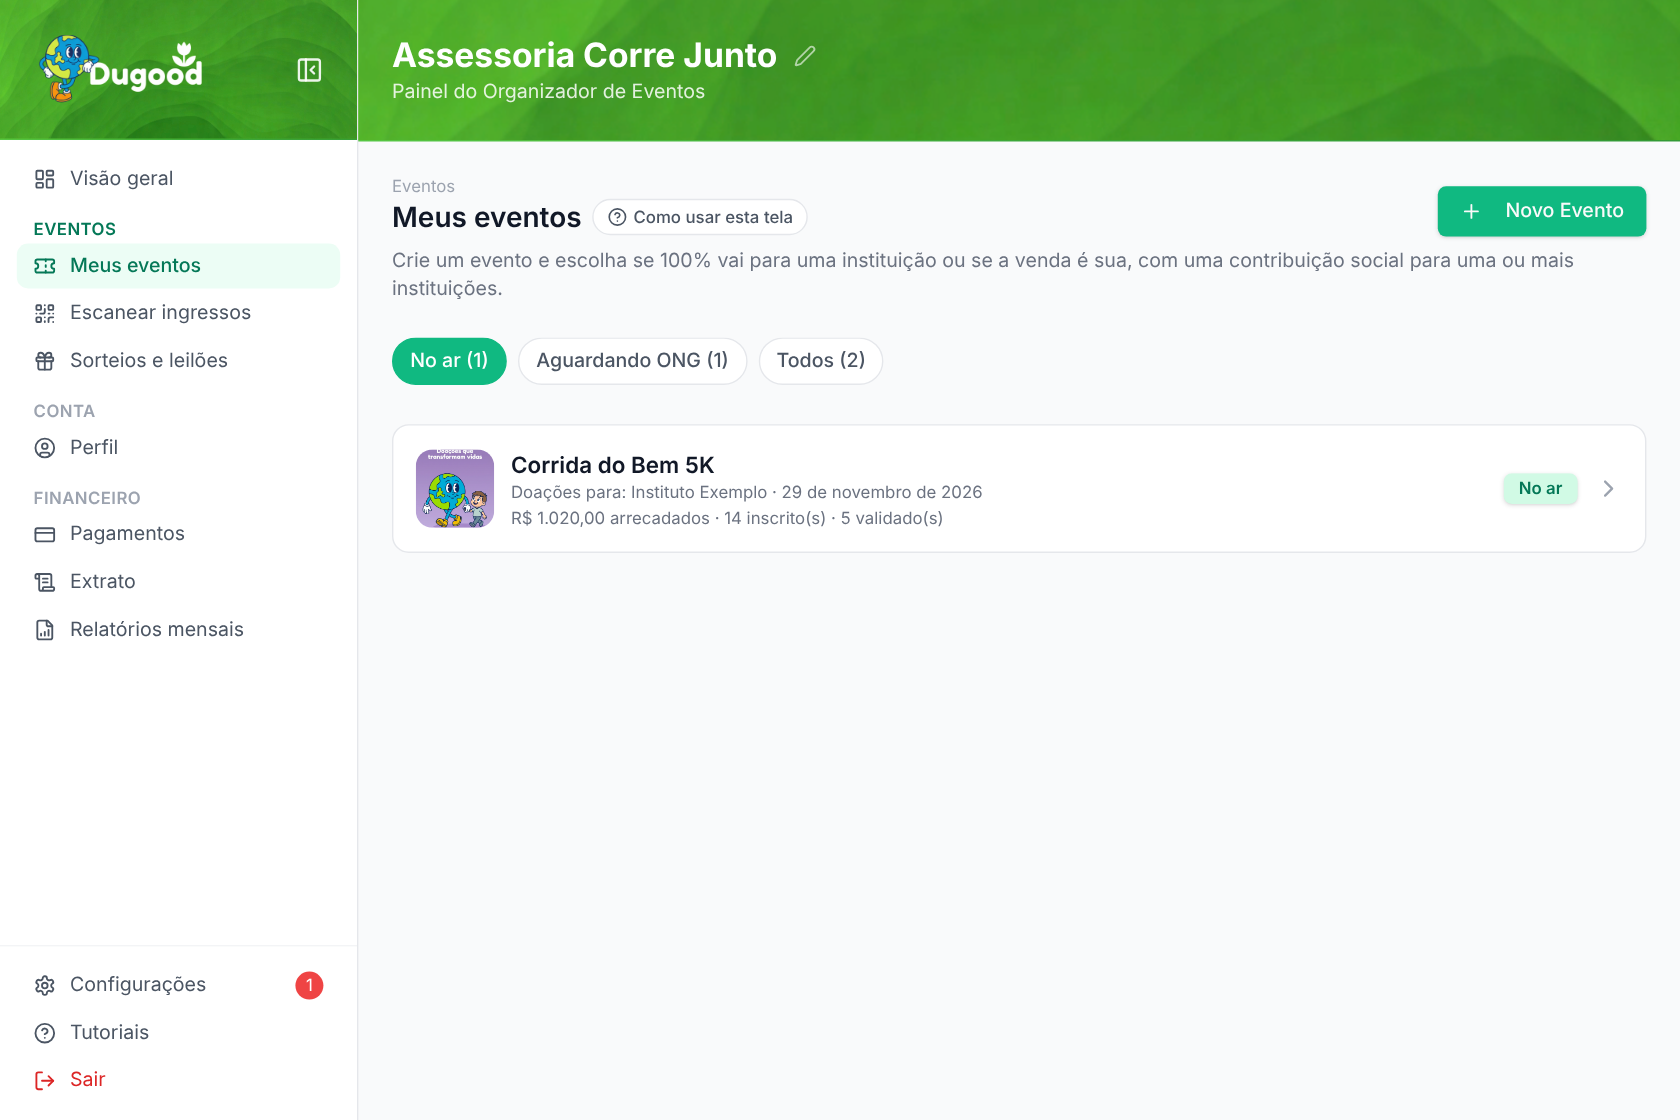 Dugood
Assessoria Corre Junto
Painel do Organizador de Eventos
Visão geral
EVENTOS
Meus eventos
Escanear ingressos
Sorteios e leilões
CONTA
Perfil
FINANCEIRO
Pagamentos
Extrato
Relatórios mensais
Configurações
1
Tutoriais
Sair
Eventos
Meus eventos
Como usar esta tela
Novo Evento
Crie um evento e escolha se 100% vai para uma instituição ou se a venda é sua, com uma contribuição social para uma ou mais
instituições.
No ar (1)
Aguardando ONG (1)
Todos (2)
Doações que
transformam vidas
Corrida do Bem 5K
Doações para: Instituto Exemplo · 29 de novembro de 2026
R$ 1.020,00 arrecadados · 14 inscrito(s) · 5 validado(s)
No ar